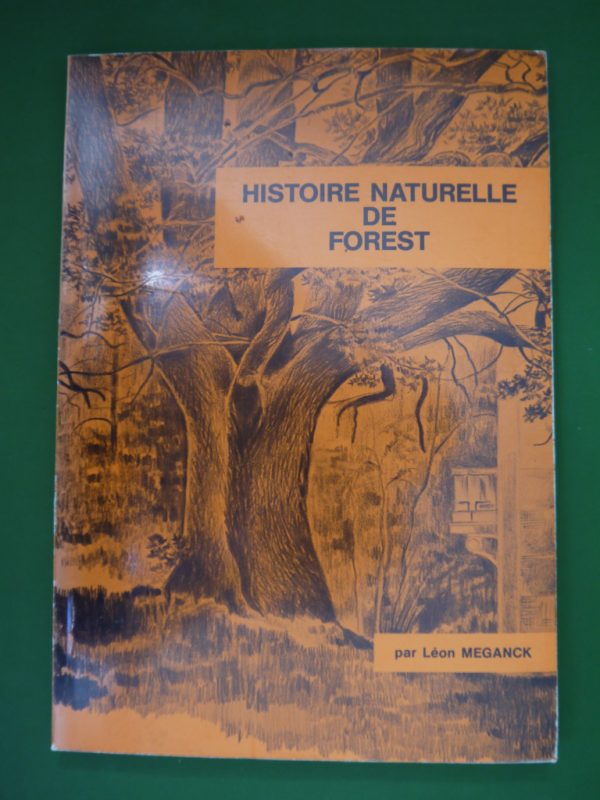 HISTOIRE NATURELLE
DE
FOREST
par Léon MEGANCK